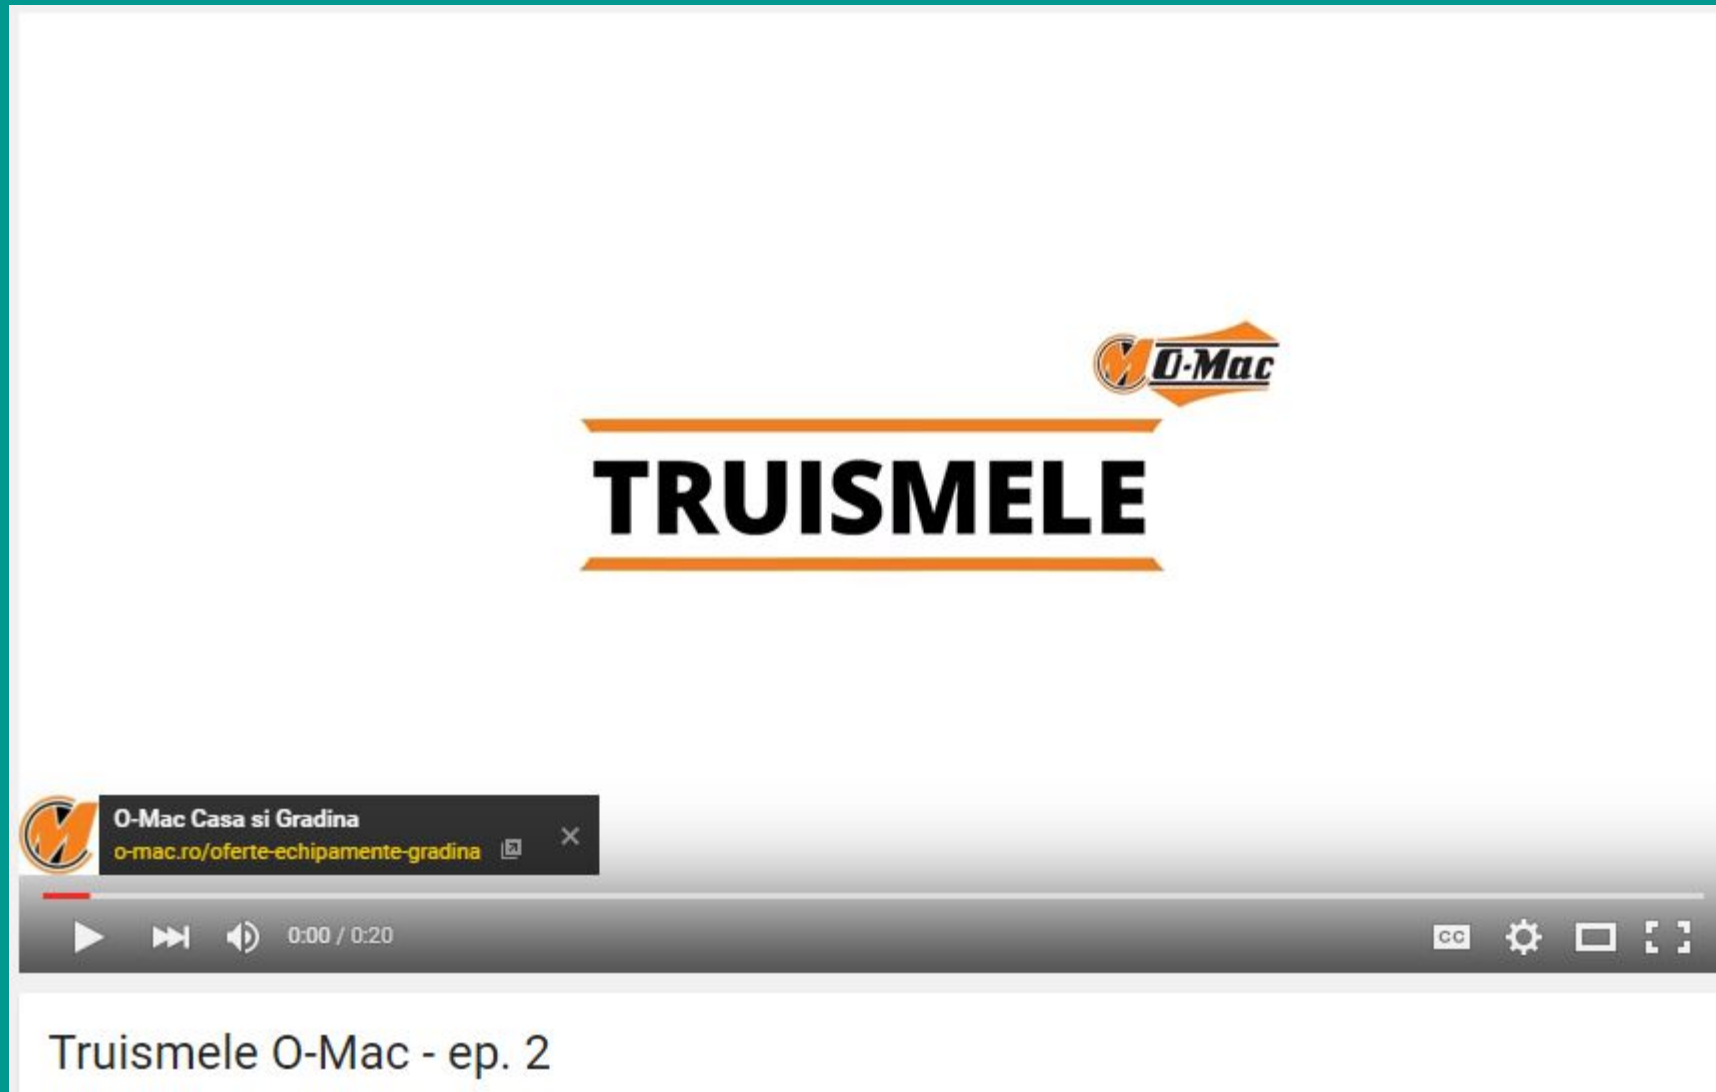 O-Mac
TRUISMELE
O-Mac Casa si Gradina
o-mac.ro/oferte-echipamente-gradina
0:00 / 0:20
CC
Truismele O-Mac - ep. 2